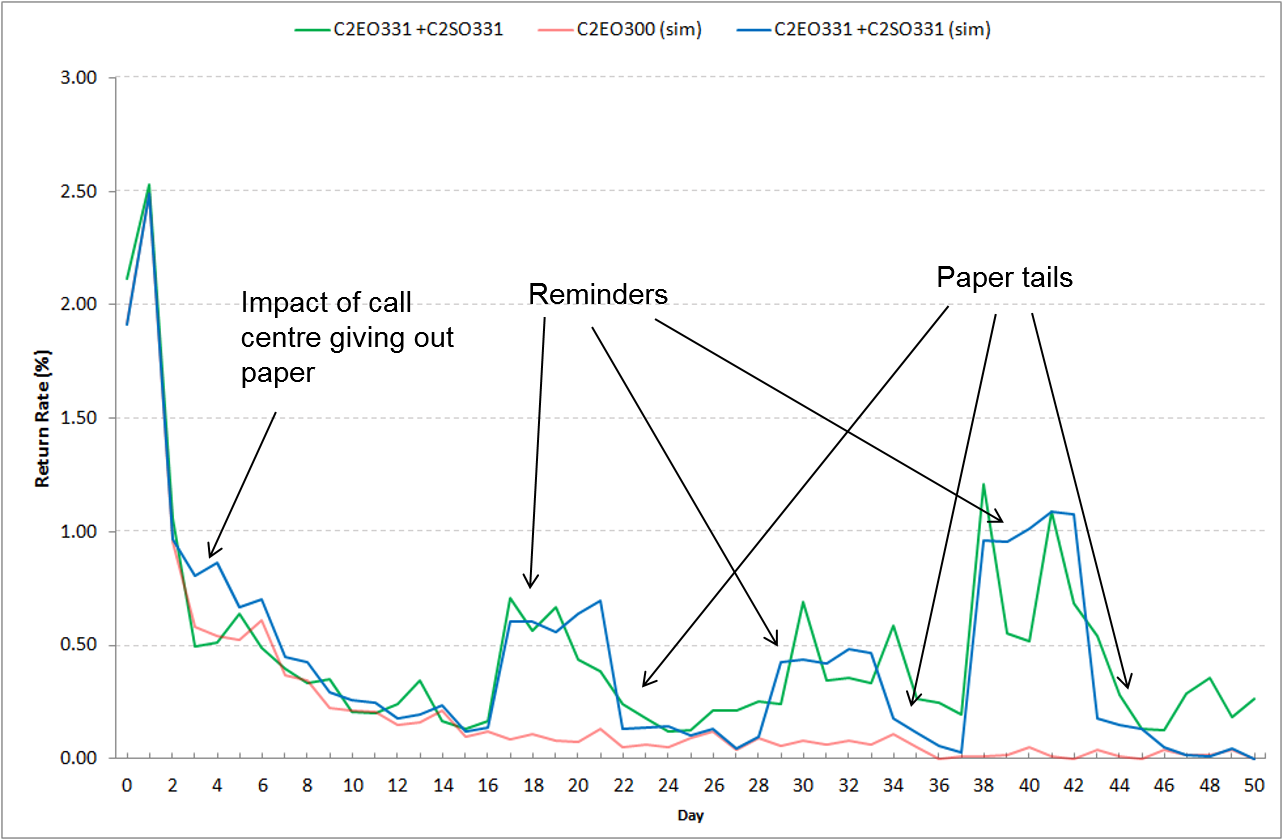 C2EO331 +C2SO331 C2EO300 (sim) C2EO331 +C2SO331 (sim)
3.00
2.50
2.00
1.50
1.00
0.50
0.00
Return Rate (%)
Impact of call
centre giving out
paper
Reminders
Paper tails
0 2 4 6 8 10 12 14 16 18 20 22 24 26 28 30 32 34 36 38 40 42 44 46 48 50
Day